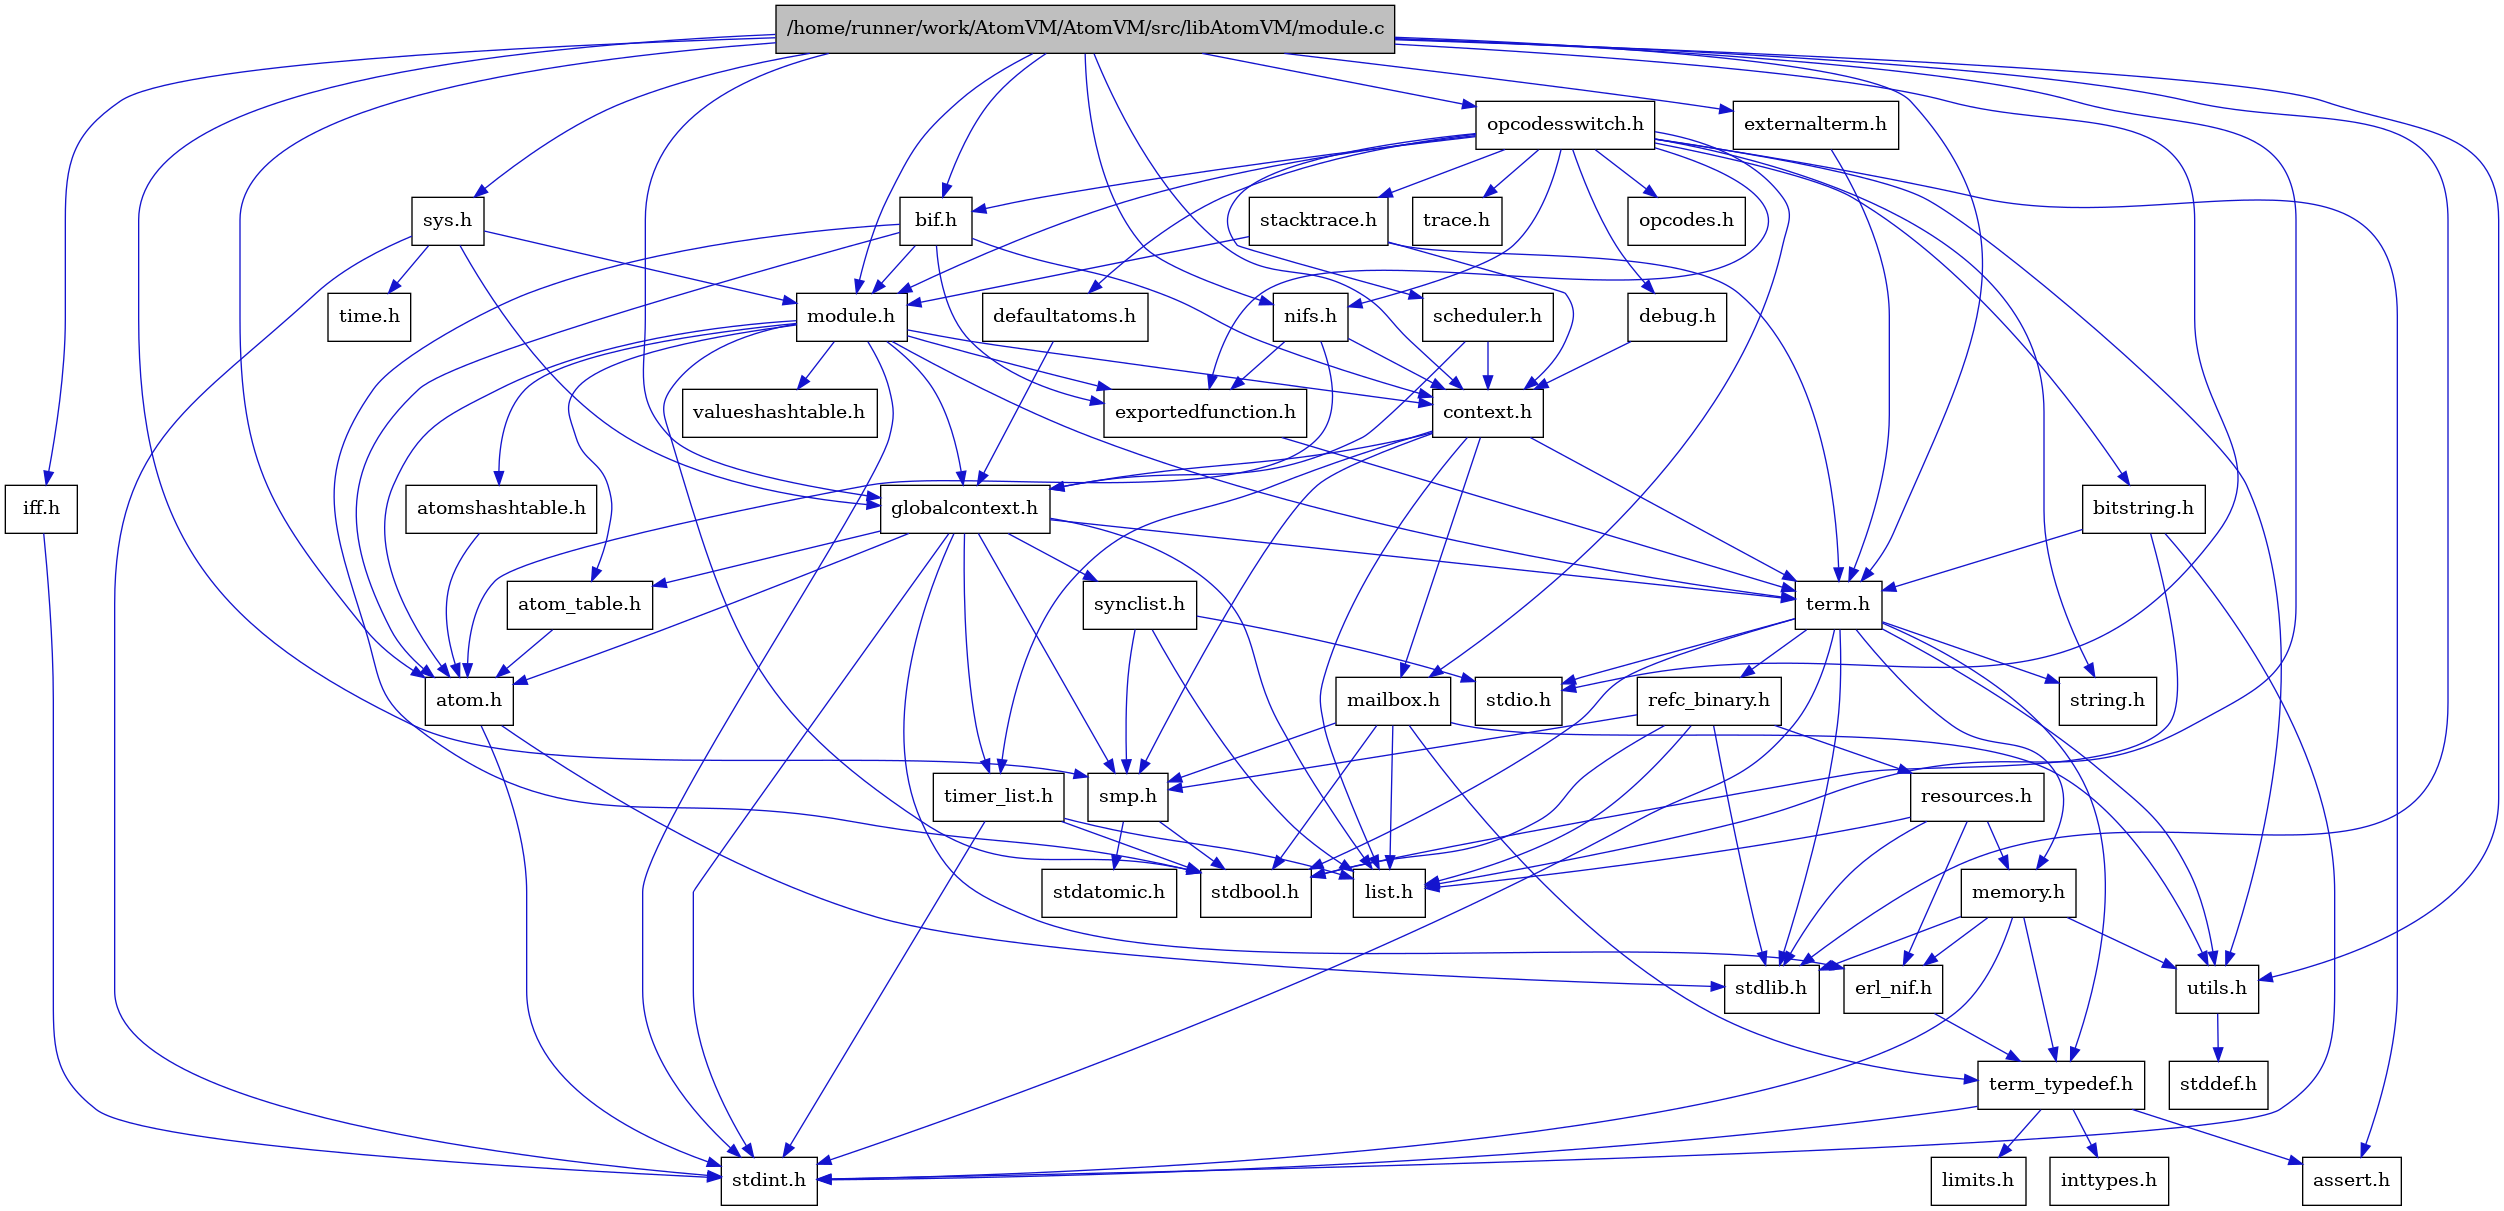 /home/runner/work/AtomVM/AtomVM/src/libAtomVM/module.c
opcodesswitch.h
externalterm.h
sys.h
bif.h
stacktrace.h
trace.h
opcodes.h
time.h
module.h
defaultatoms.h
nifs.h
scheduler.h
debug.h
valueshashtable.h
exportedfunction.h
context.h
iff.h
atomshashtable.h
globalcontext.h
bitstring.h
atom_table.h
synclist.h
term.h
atom.h
mailbox.h
stdio.h
refc_binary.h
string.h
timer_list.h
smp.h
resources.h
stdatomic.h
stdbool.h
list.h
memory.h
stdlib.h
erl_nif.h
utils.h
term_typedef.h
stddef.h
stdint.h
limits.h
inttypes.h
assert.h